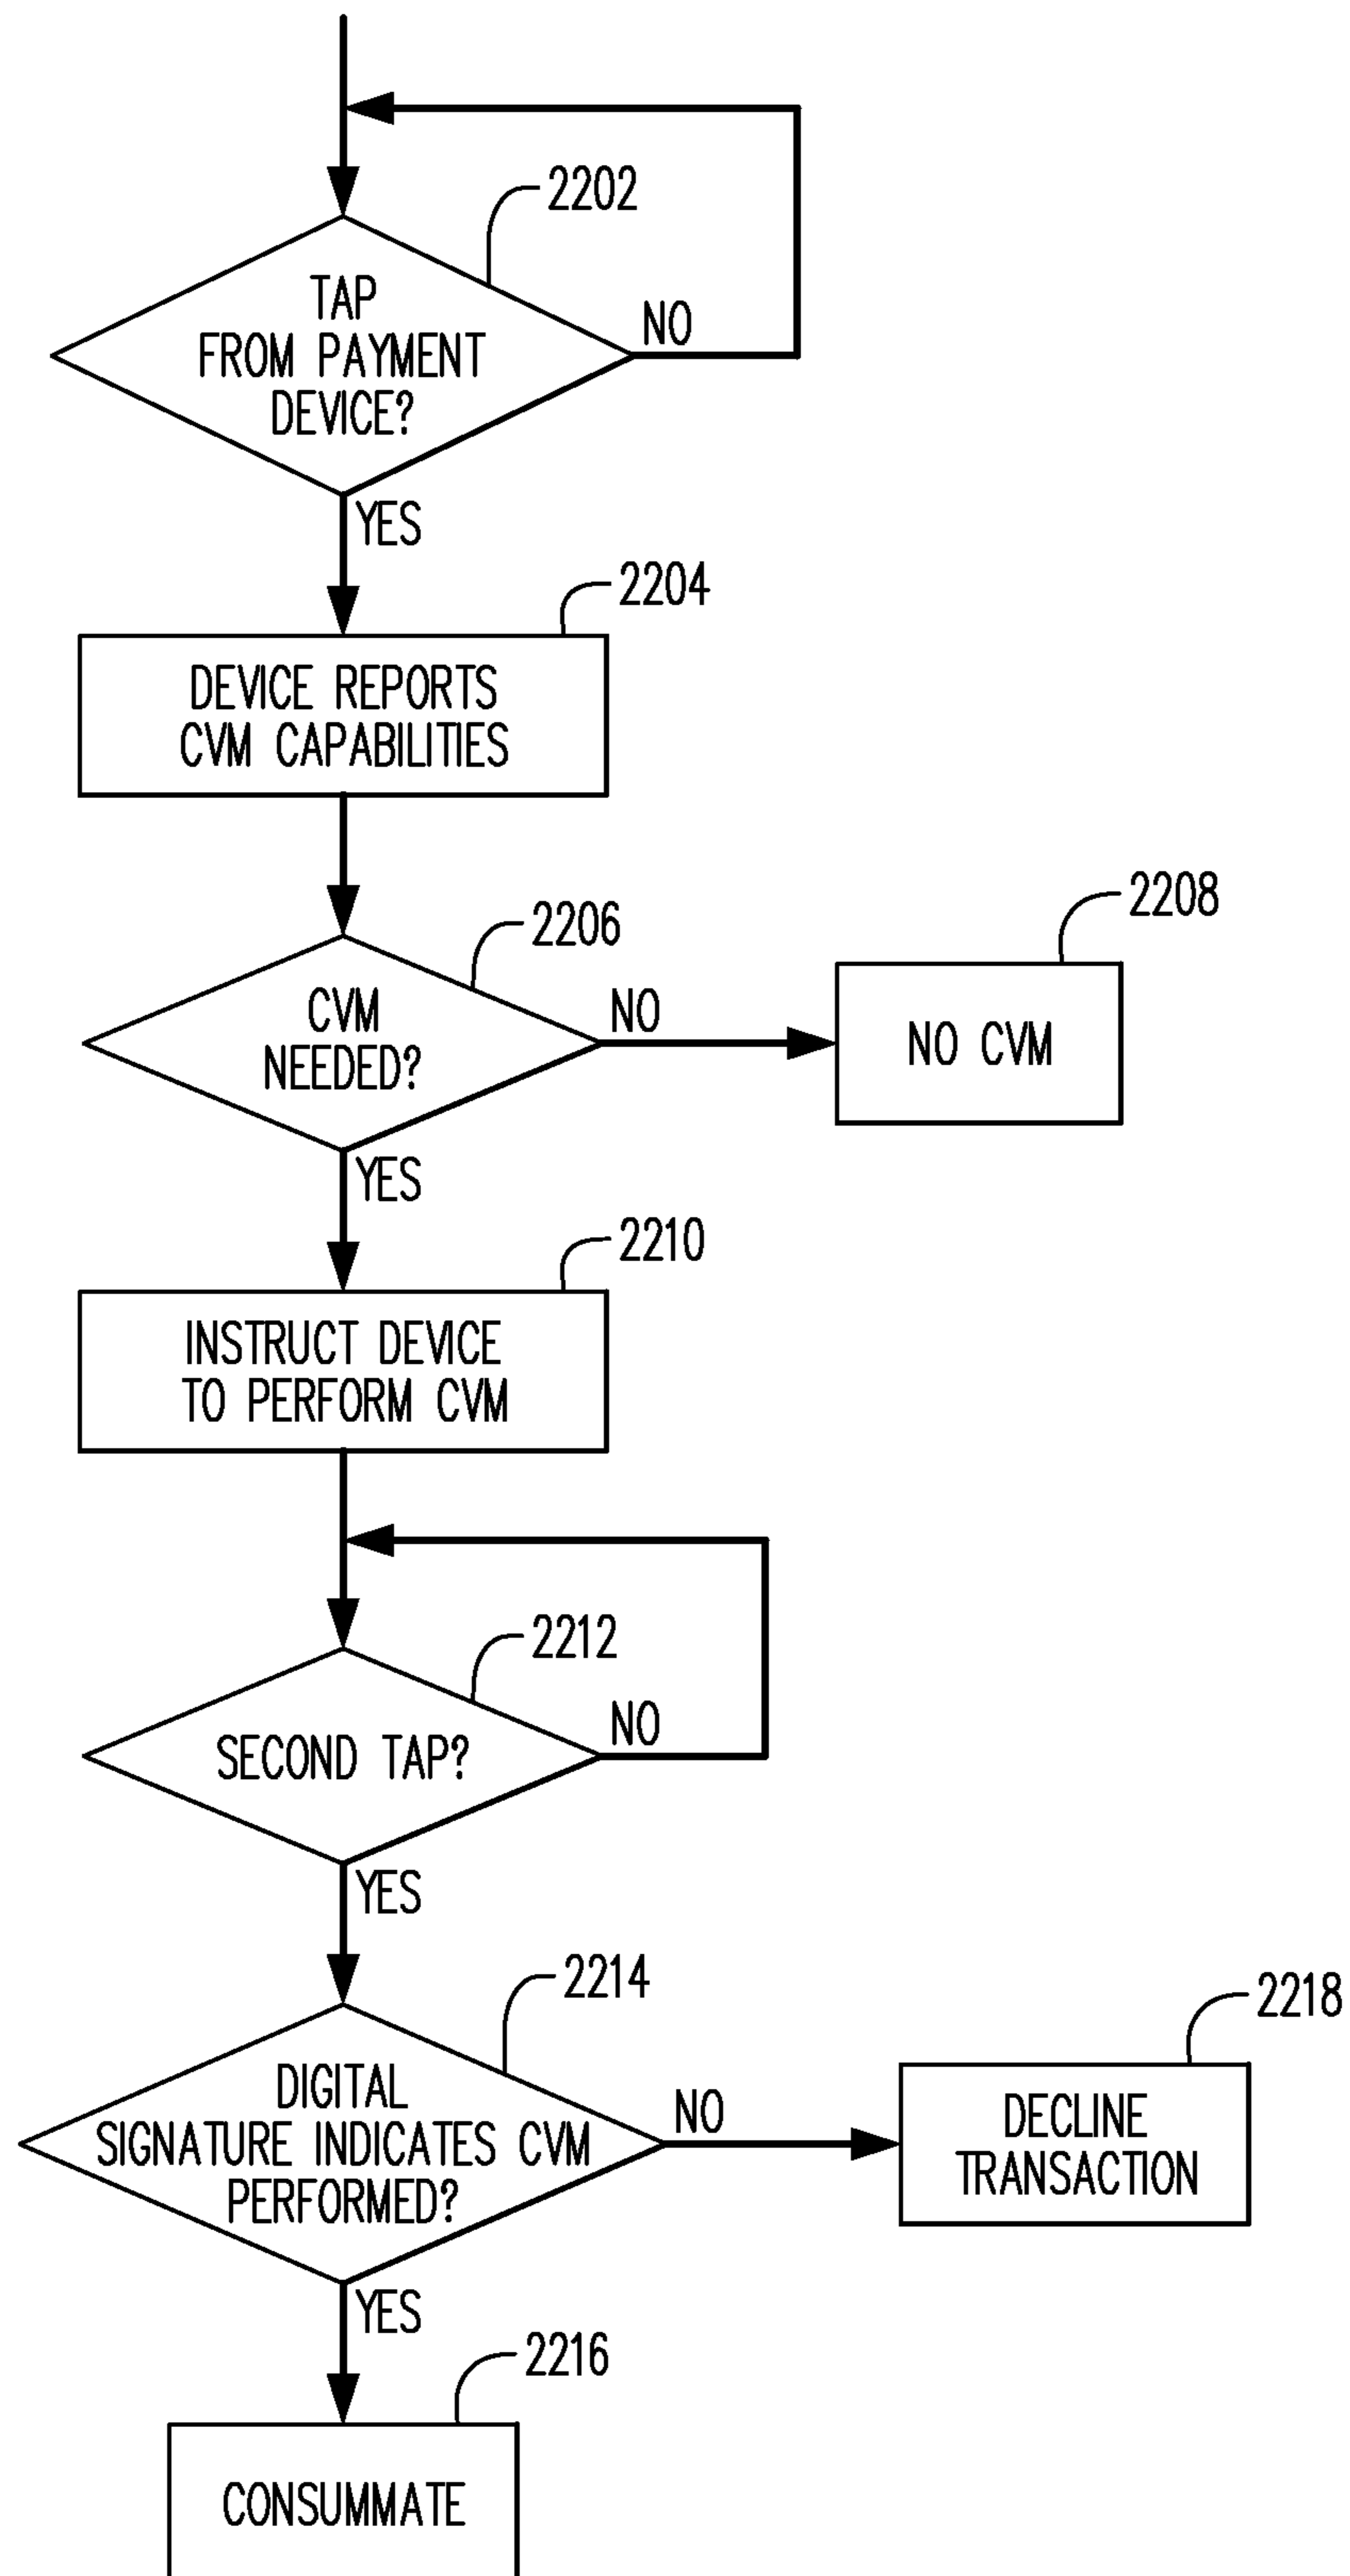 2202
TAP
FROM PAYMENT
DEVICE?
NO
YES
2204
DEVICE REPORTS
CVM CAPABILITIES
2206
CVM
NEEDED?
NO
2208
NO CVM
YES
2210
INSTRUCT DEVICE
TO PERFORM CVM
2212
SECOND TAP?
NO
YES
2214
DIGITAL
SIGNATURE INDICATES CVM
PERFORMED?
NO
2218
DECLINE
TRANSACTION
YES
2216
CONSUMMATE